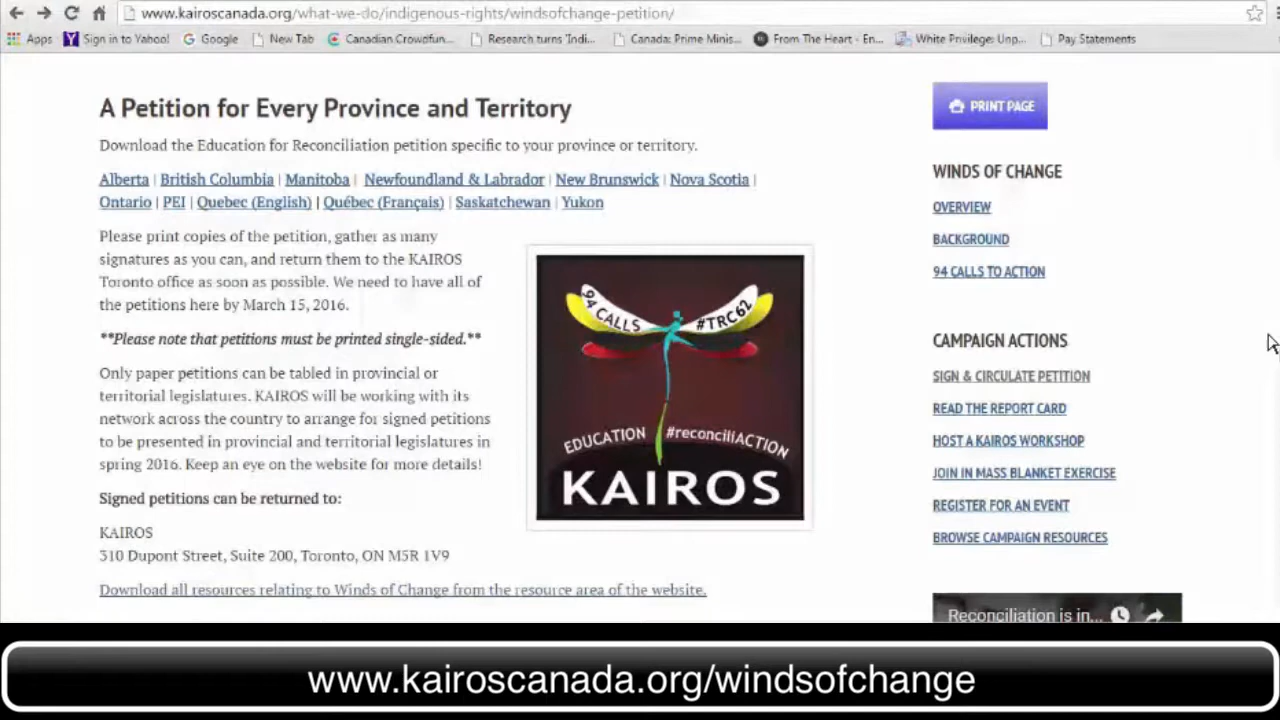 www.kairoscanada.org/what-we-do/indigenous-rights/windsofchange-petition/
Apps Sign in to Yahoo! Google New Tab Canadian Crowdfun... Research turns 'Indi... Canada: Prime Minis... From The Heart - En... White Privilege: Unp... Pay Statements
A Petition for Every Province and Territory
Download the Education for Reconciliation petition specific to your province or territory.
Alberta | British Columbia | Manitoba | Newfoundland & Labrador | New Brunswick | Nova Scotia |
Ontario | PEI | Quebec (English) | Québec (Français) | Saskatchewan | Yukon
Please print copies of the petition, gather as many
signatures as you can, and return them to the KAIROS
Toronto office as soon as possible. We need to have all of
the petitions here by March 15, 2016.
**Please note that petitions must be printed single-sided.**
Only paper petitions can be tabled in provincial or
territorial legislatures. KAIROS will be working with its
network across the country to arrange for signed petitions
to be presented in provincial and territorial legislatures in
spring 2016. Keep an eye on the website for more details!
Signed petitions can be returned to:
KAIROS
310 Dupont Street, Suite 200, Toronto, ON M5R 1V9
Download all resources relating to Winds of Change from the resource area of the website.
94 CALLS #TRC62
EDUCATION #reconciliACTION
KAIROS
PRINT PAGE
WINDS OF CHANGE
OVERVIEW
BACKGROUND
94 CALLS TO ACTION
CAMPAIGN ACTIONS
SIGN & CIRCULATE PETITION
READ THE REPORT CARD
HOST A KAIROS WORKSHOP
JOIN IN MASS BLANKET EXERCISE
REGISTER FOR AN EVENT
BROWSE CAMPAIGN RESOURCES
Reconciliation is in...
www.kairoscanada.org/windsofchange